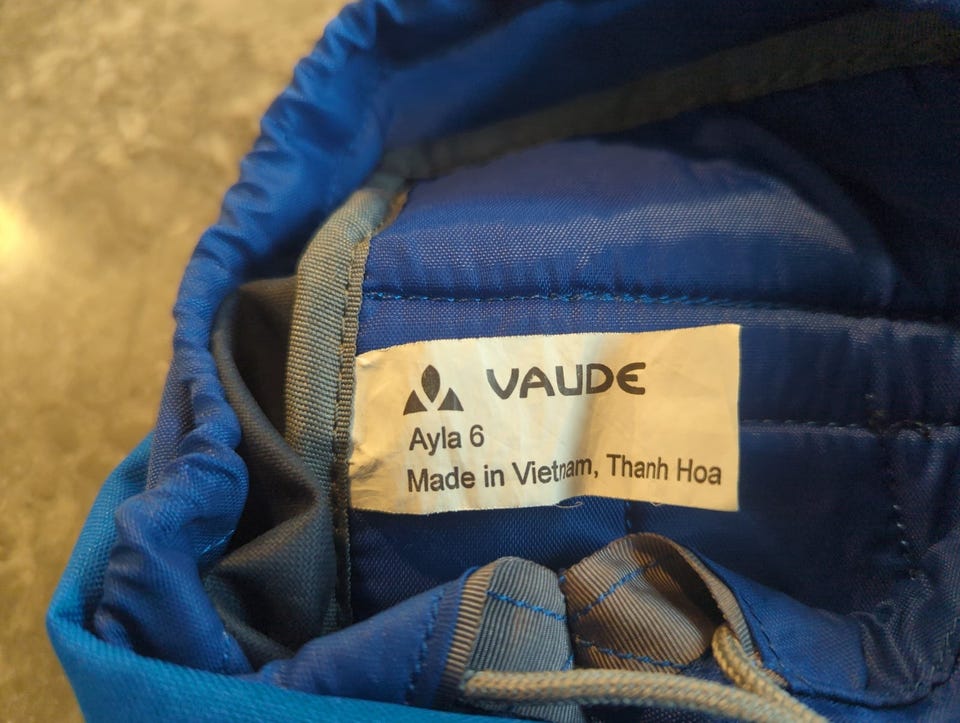 VAUDE
Ayla 6
Made in Vietnam, Thanh Hoa